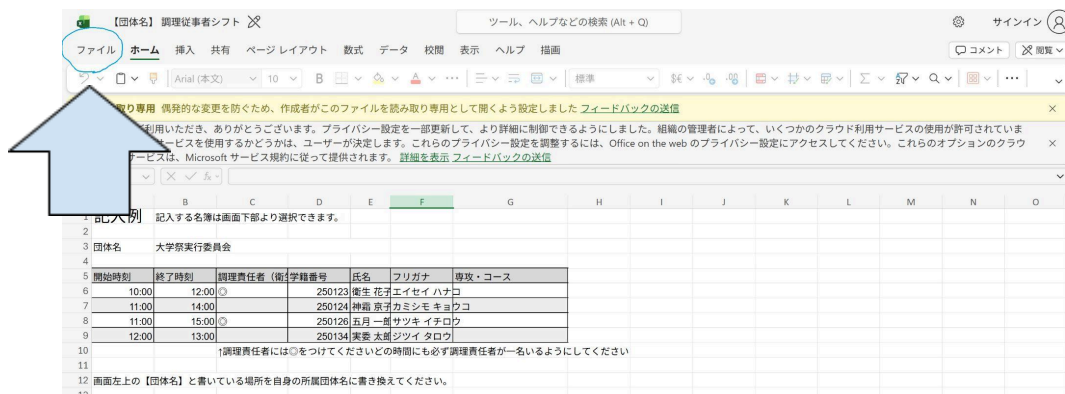 【団体名】 調理従事者シフト
ツール、ヘルプなどの検索 (Alt + Q)
サインイン
ファイル ホーム 挿入 共有 ページ レイアウト 数式 データ 校閲 表示 ヘルプ 描画
コメント 閲覧
Arial (本文) 10 B 標準 $€
取り専用 偶発的な変更を防ぐため、作成者がこのファイルを読み取り専用として開くよう設定しました フィードバックの送信
利用いただき、ありがとうございます。プライバシー設定を一部更新して、より詳細に制御できるようにしました。組織の管理者によって、いくつかのクラウド利用サービスの使用が許可されていま
ービスを使用するかどうかは、ユーザーが決定します。これらのプライバシー設定を調整するには、Office on the web のプライバシー設定にアクセスしてください。これらのオプションのクラウ
サービスは、Microsoft サービス規約に従って提供されます。 詳細を表示 フィードバックの送信
B C D E F G H I J K L M N O
1 記入例 記入する名簿は画面下部より選択できます。
2
3 団体名 大学祭実行委員会
4
5 開始時刻 終了時刻 調理責任者(衛生 学籍番号 氏名 フリガナ 専攻・コース
6 10:00 12:00 ◎ 250123 衛生 花子 エイセイ ハナコ
7 11:00 14:00 250124 神霜 京子 カミシモ キョウコ
8 11:00 15:00 ◎ 250126 五月 一郎 サツキ イチロウ
9 12:00 13:00 250134 実委 太郎 ジツイ タロウ
10 ↑調理責任者には◎をつけてくださいどの時間にも必ず調理責任者が一名いるようにしてください
11
12 画面左上の【団体名】と書いている場所を自身の所属団体名に書き換えてください。